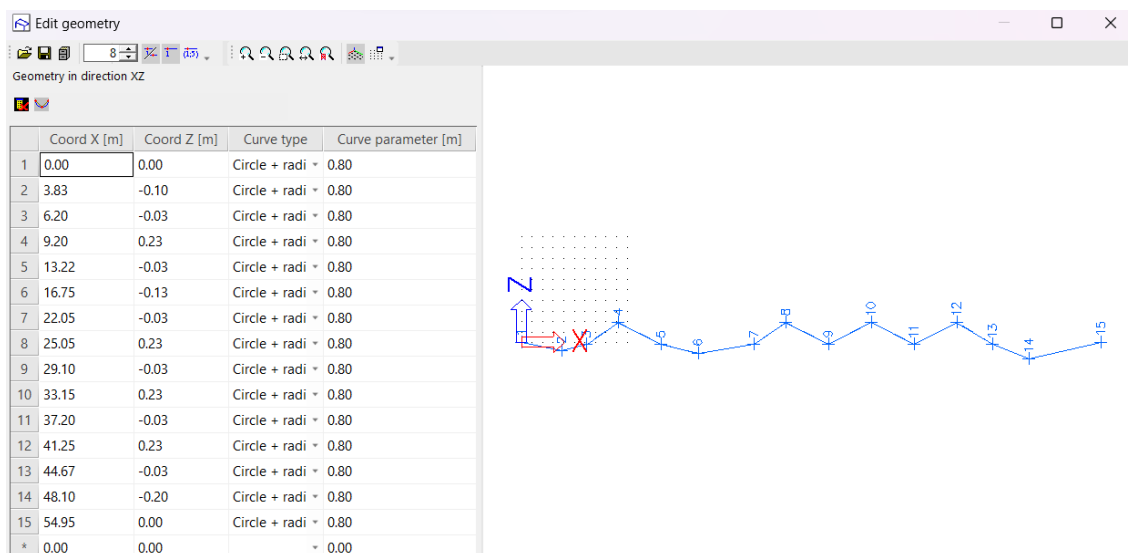 Edit geometry
8
Geometry in direction XZ
Coord X [m] Coord Z [m] Curve type Curve parameter [m]
1 0.00 0.00 Circle + radi 0.80
2 3.83 -0.10 Circle + radi 0.80
3 6.20 -0.03 Circle + radi 0.80
4 9.20 0.23 Circle + radi 0.80
5 13.22 -0.03 Circle + radi 0.80
6 16.75 -0.13 Circle + radi 0.80
7 22.05 -0.03 Circle + radi 0.80
8 25.05 0.23 Circle + radi 0.80
9 29.10 -0.03 Circle + radi 0.80
10 33.15 0.23 Circle + radi 0.80
11 37.20 -0.03 Circle + radi 0.80
12 41.25 0.23 Circle + radi 0.80
13 44.67 -0.03 Circle + radi 0.80
14 48.10 -0.20 Circle + radi 0.80
15 54.95 0.00 Circle + radi 0.80
* 0.00 0.00 0.00
Z
X
2
3
4
5
6
7
8
9
10
11
12
13
14
15